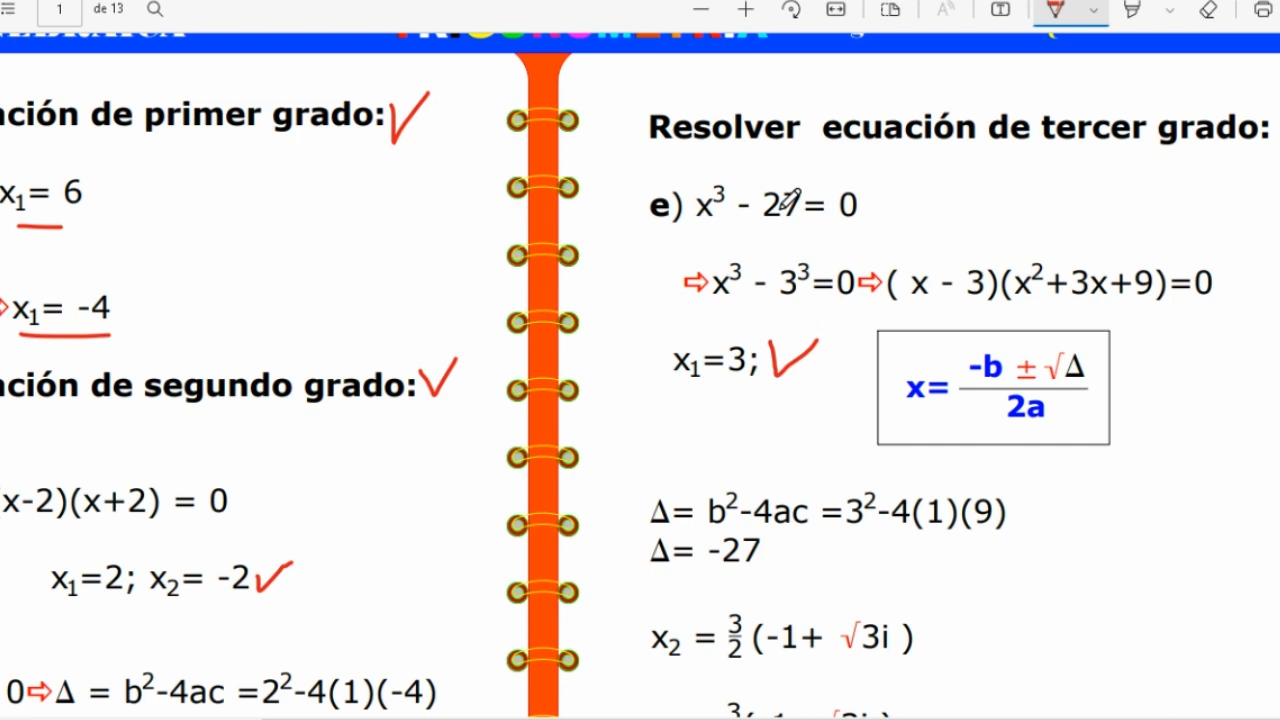 1 de 13
ación de primer grado:
x₁= 6
x₁= -4
ación de segundo grado:
x-2)(x+2) = 0
x₁=2; x₂= -2
0⇨Δ = b²-4ac =2²-4(1)(-4)
Resolver ecuación de tercer grado:
e) x³ - 27= 0
⇨x³ - 3³=0⇨( x - 3)(x²+3x+9)=0
x₁=3;
x= -b ± √Δ / 2a
Δ= b²-4ac =3²-4(1)(9)
Δ= -27
x₂ = 3/2 (-1+ √3i )